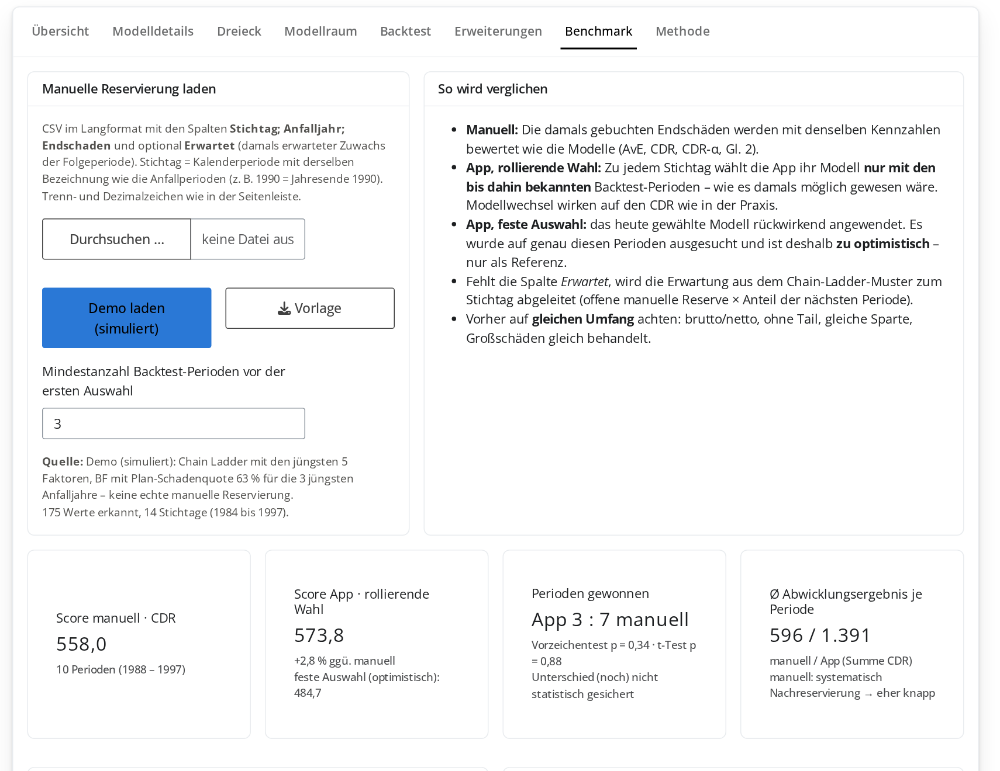 Übersicht Modelldetails Dreieck Modellraum Backtest Erweiterungen Benchmark Methode
Manuelle Reservierung laden
CSV im Langformat mit den Spalten Stichtag; Anfalljahr;
Endschaden und optional Erwartet (damals erwarteter Zuwachs
der Folgeperiode). Stichtag = Kalenderperiode mit derselben
Bezeichnung wie die Anfallperioden (z. B. 1990 = Jahresende 1990).
Trenn- und Dezimalzeichen wie in der Seitenleiste.
Durchsuchen ... keine Datei aus
Demo laden
(simuliert)
Vorlage
Mindestanzahl Backtest-Perioden vor der
ersten Auswahl
3
Quelle: Demo (simuliert): Chain Ladder mit den jüngsten 5
Faktoren, BF mit Plan-Schadenquote 63 % für die 3 jüngsten
Anfalljahre – keine echte manuelle Reservierung.
175 Werte erkannt, 14 Stichtage (1984 bis 1997).
So wird verglichen
• Manuell: Die damals gebuchten Endschäden werden mit denselben Kennzahlen
bewertet wie die Modelle (AvE, CDR, CDR-α, Gl. 2).
• App, rollierende Wahl: Zu jedem Stichtag wählt die App ihr Modell nur mit den
bis dahin bekannten Backtest-Perioden – wie es damals möglich gewesen wäre.
Modellwechsel wirken auf den CDR wie in der Praxis.
• App, feste Auswahl: das heute gewählte Modell rückwirkend angewendet. Es
wurde auf genau diesen Perioden ausgesucht und ist deshalb zu optimistisch –
nur als Referenz.
• Fehlt die Spalte Erwartet, wird die Erwartung aus dem Chain-Ladder-Muster zum
Stichtag abgeleitet (offene manuelle Reserve × Anteil der nächsten Periode).
• Vorher auf gleichen Umfang achten: brutto/netto, ohne Tail, gleiche Sparte,
Großschäden gleich behandelt.
Score manuell · CDR
558,0
10 Perioden (1988 – 1997)
Score App · rollierende
Wahl
573,8
+2,8 % ggü. manuell
feste Auswahl (optimistisch):
484,7
Perioden gewonnen
App 3 : 7 manuell
Vorzeichentest p = 0,34 · t-Test p
= 0,88
Unterschied (noch) nicht
statistisch gesichert
Ø Abwicklungsergebnis je
Periode
596 / 1.391
manuell / App (Summe CDR)
manuell: systematisch
Nachreservierung → eher knapp